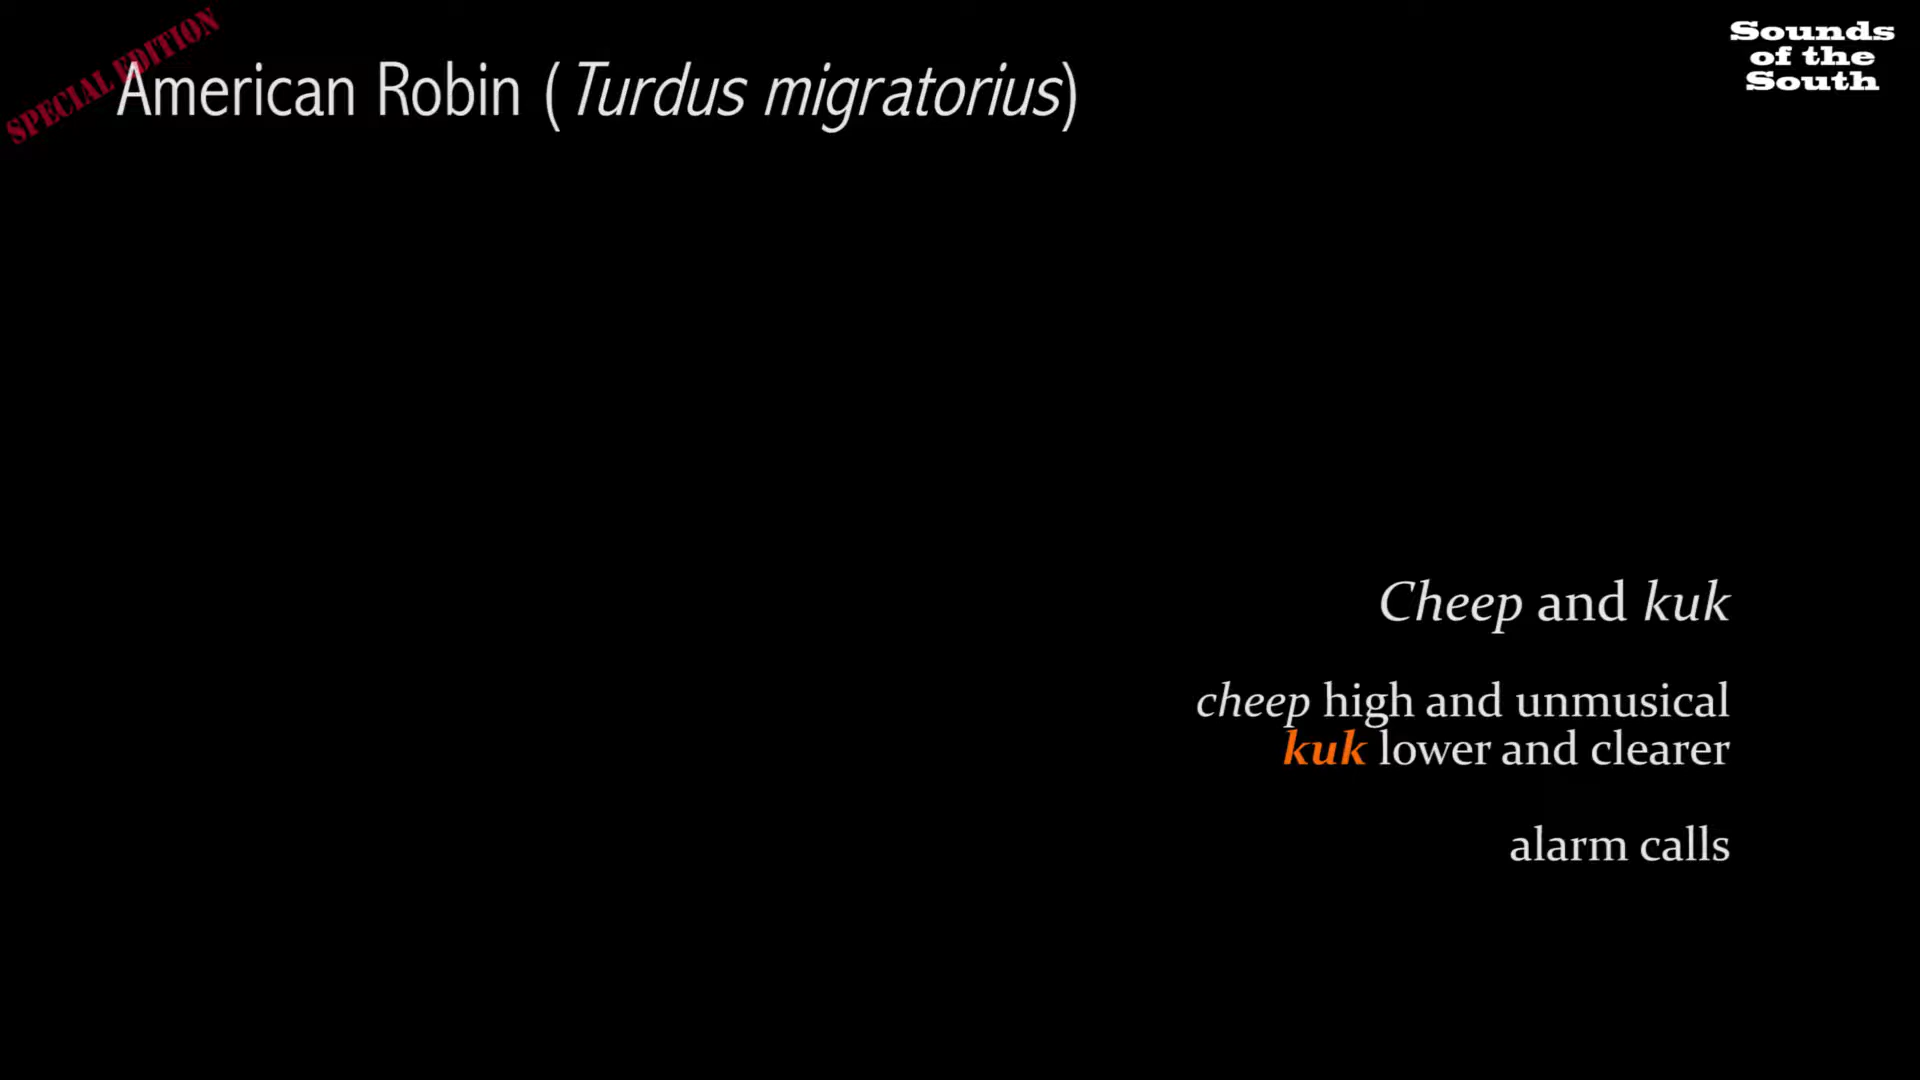 SPECIAL EDITION
American Robin (Turdus migratorius)
Sounds
of the
South
Cheep and kuk
cheep high and unmusical
kuk lower and clearer
alarm calls